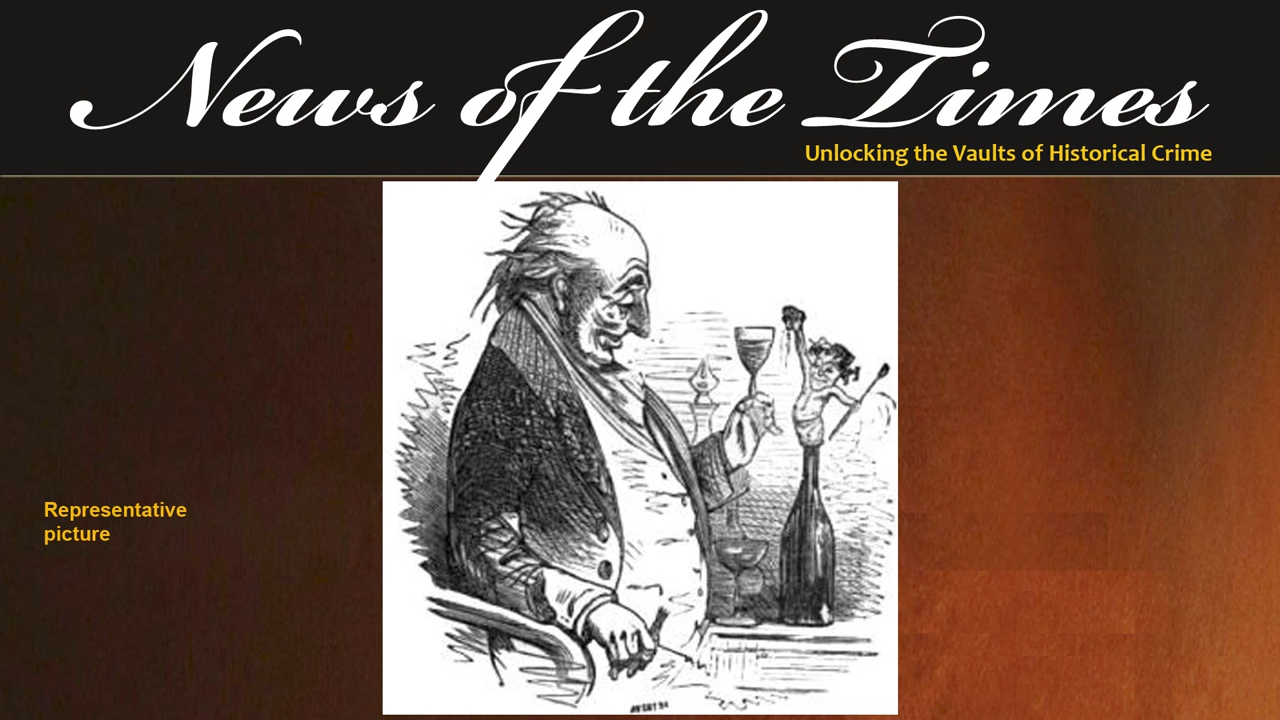 News of the Times
Unlocking the Vaults of Historical Crime
Representative
picture